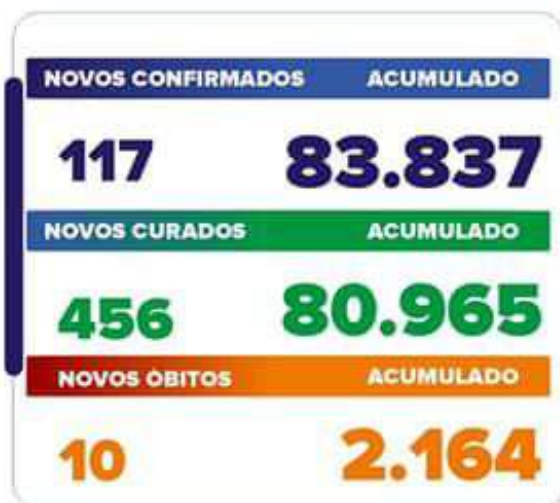 NOVOS CONFIRMADOS ACUMULADO
117 83.837
NOVOS CURADOS ACUMULADO
456 80.965
NOVOS ÓBITOS ACUMULADO
10 2.164